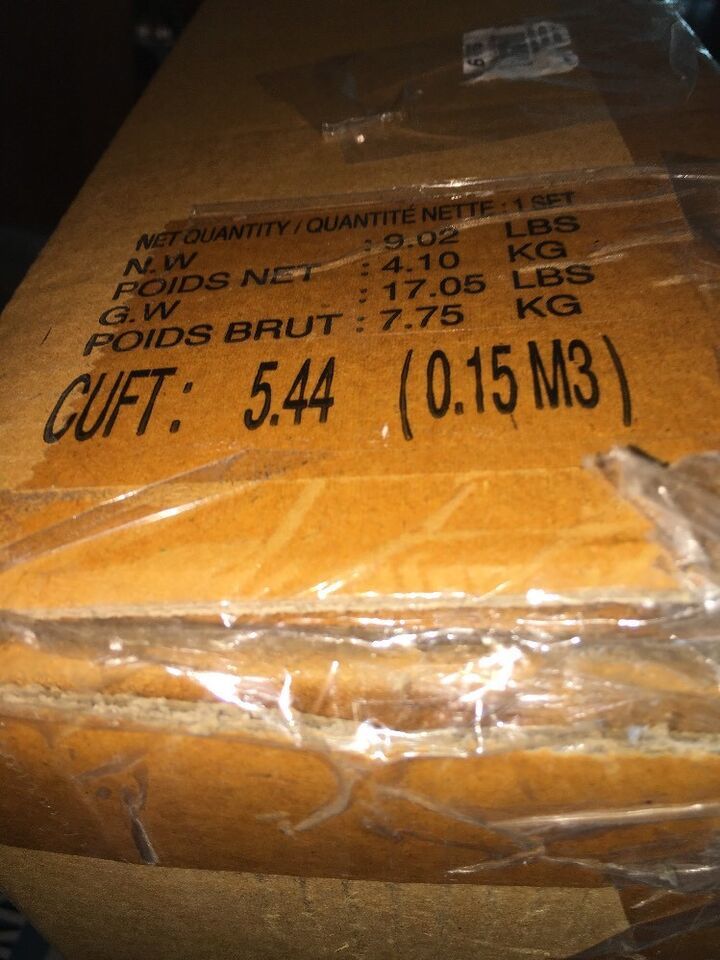 NET QUANTITY / QUANTITÉ NETTE : 1 SET
N.W : 9.02 LBS
POIDS NET : 4.10 KG
G.W : 17.05 LBS
POIDS BRUT : 7.75 KG
CUFT : 5.44 (0.15 M3)